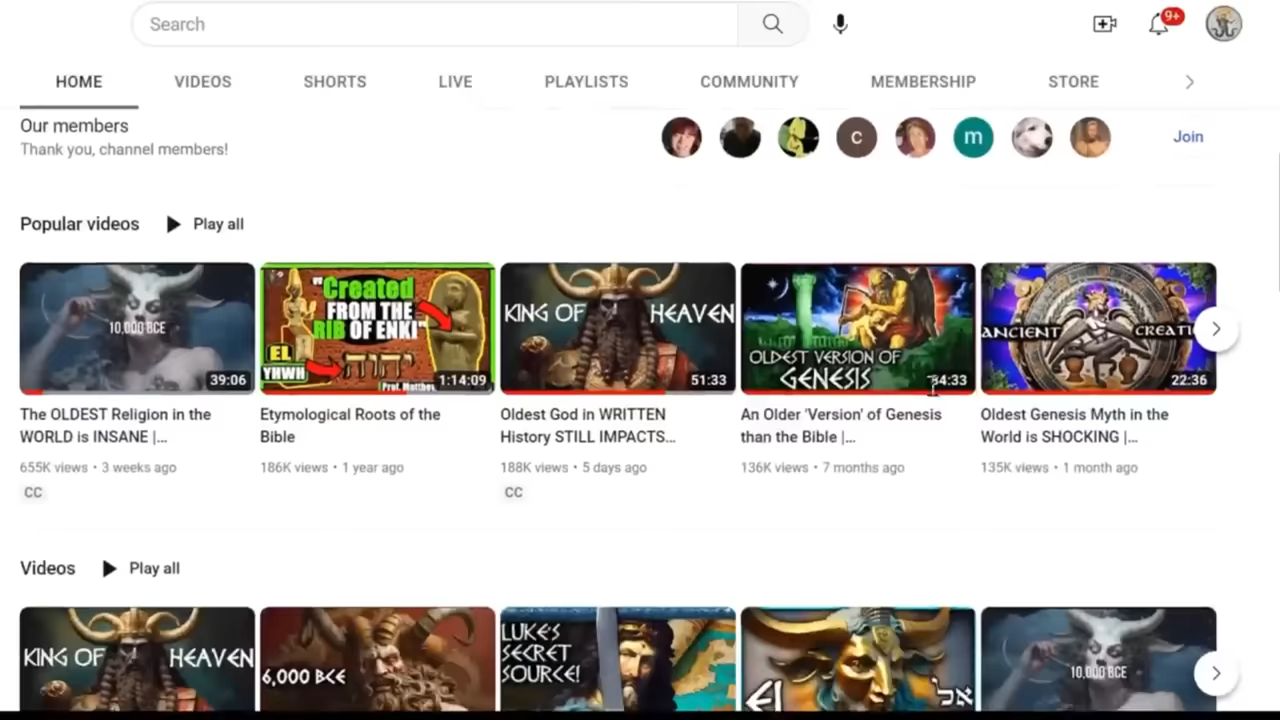 Search
9+
HOME
VIDEOS
SHORTS
LIVE
PLAYLISTS
COMMUNITY
MEMBERSHIP
STORE
Our members
Thank you, channel members!
c
m
Join
Popular videos
Play all
10,000 BCE
39:06
"Created
FROM THE
RIB OF ENKI"
EL
YHWH
יהוה
Prof. Matthew
1:14:09
KING OF HEAVEN
51:33
OLDEST VERSION OF
GENESIS
34:33
ANCIENT CREATI
22:36
The OLDEST Religion in the
WORLD is INSANE |...
655K views • 3 weeks ago
CC
Etymological Roots of the
Bible
186K views • 1 year ago
Oldest God in WRITTEN
History STILL IMPACTS...
188K views • 5 days ago
CC
An Older 'Version' of Genesis
than the Bible |...
136K views • 7 months ago
Oldest Genesis Myth in the
World is SHOCKING |...
135K views • 1 month ago
Videos
Play all
KING OF HEAVEN
6,000 BCE
LUKE'S
SECRET
SOURCE!
El
אל
10,000 BCE